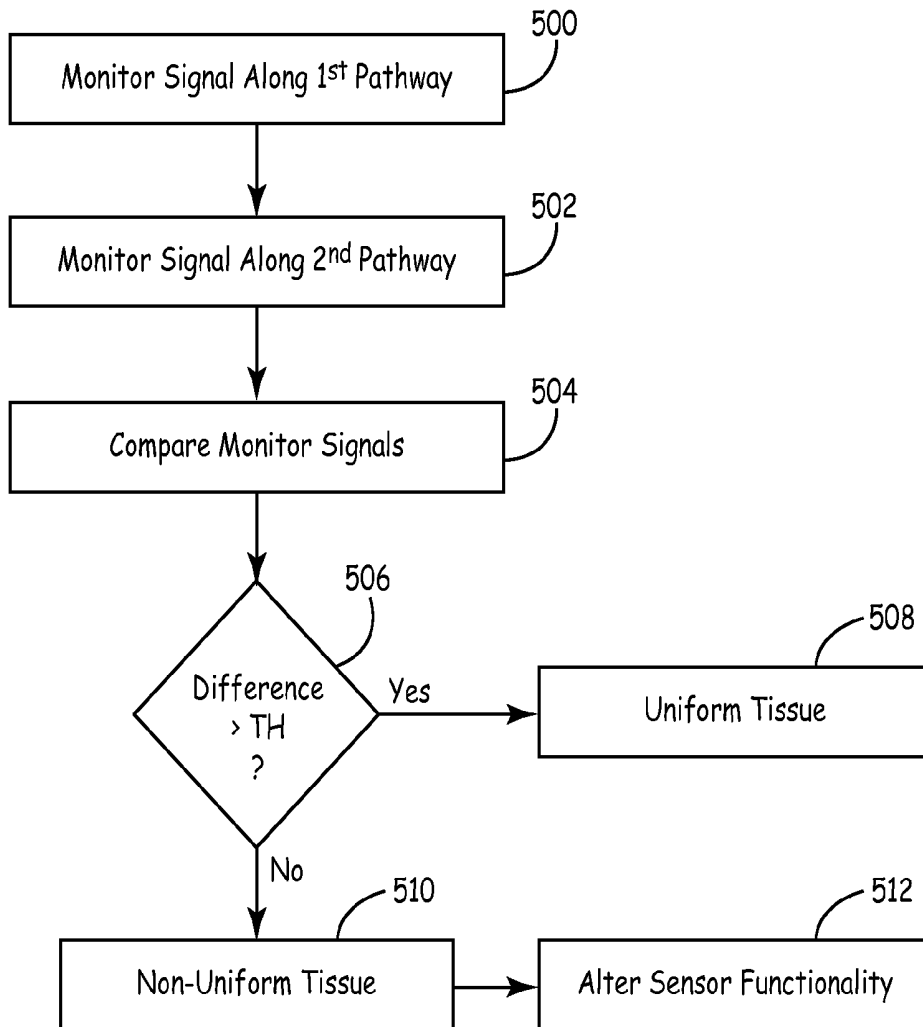 500
Monitor Signal Along 1st Pathway
502
Monitor Signal Along 2nd Pathway
504
Compare Monitor Signals
506
Difference
> TH
?
Yes
508
Uniform Tissue
No
510
Non-Uniform Tissue
512
Alter Sensor Functionality